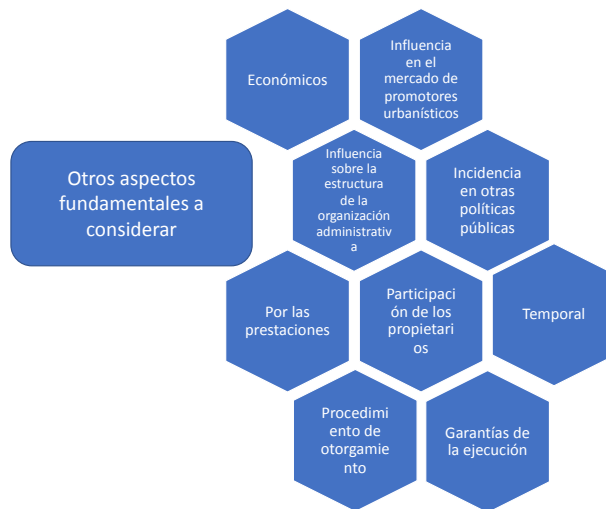 Otros aspectos
fundamentales a
considerar
Económicos
Influencia
en el
mercado de
promotores
urbanísticos
Influencia
sobre la
estructura
de la
organización
administrativ
a
Incidencia
en otras
políticas
públicas
Por las
prestaciones
Participaci
ón de los
propietari
os
Temporal
Procedimi
ento de
otorgamie
nto
Garantías de
la ejecución